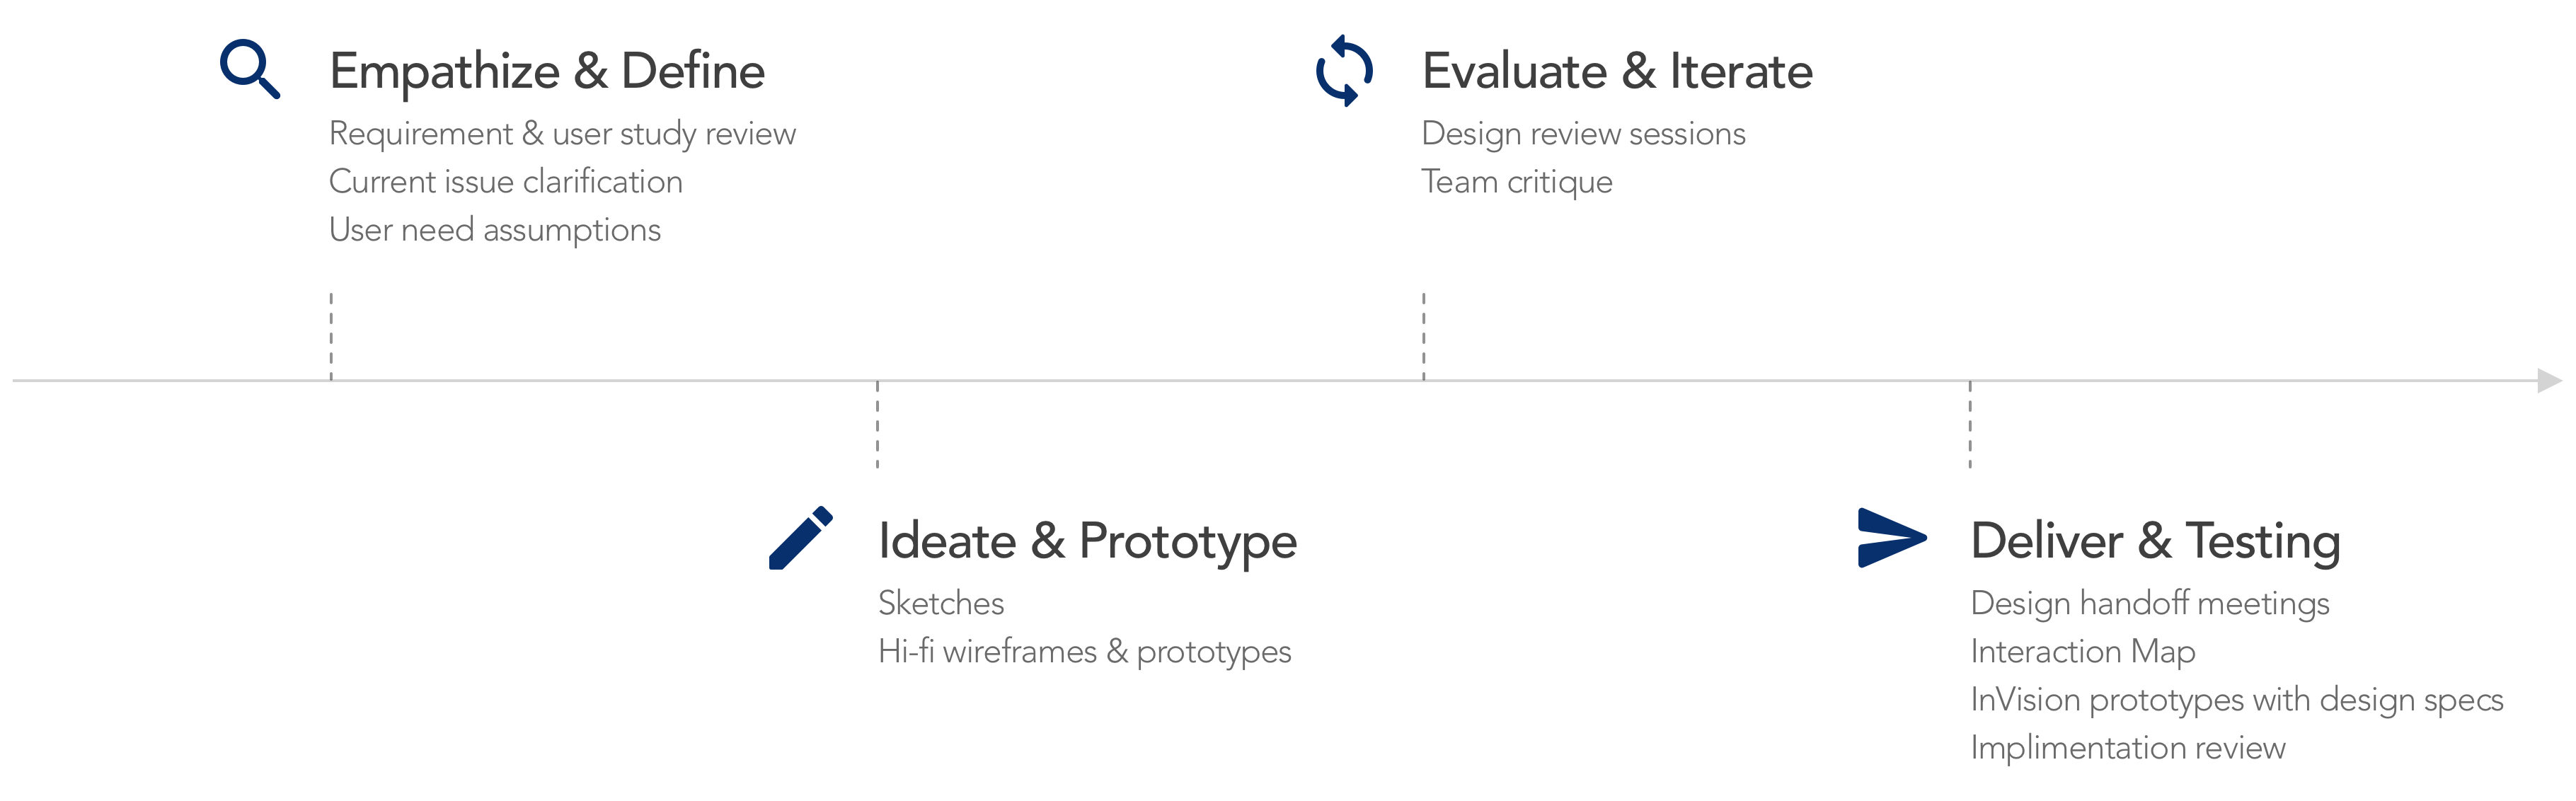 Empathize & Define
Requirement & user study review
Current issue clarification
User need assumptions
Ideate & Prototype
Sketches
Hi-fi wireframes & prototypes
Evaluate & Iterate
Design review sessions
Team critique
Deliver & Testing
Design handoff meetings
Interaction Map
InVision prototypes with design specs
Implimentation review